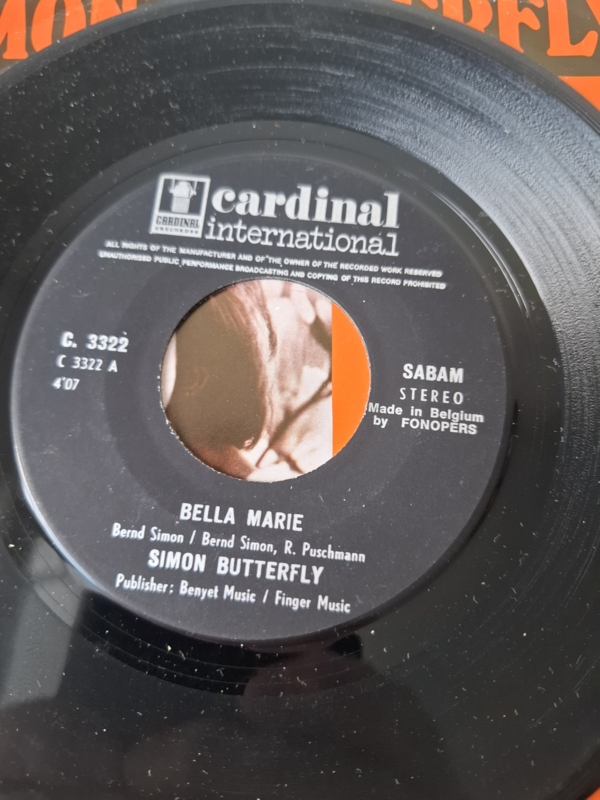 CARDINAL
RECORDS
cardinal
international
ALL RIGHTS OF THE MANUFACTURER AND OF THE OWNER OF THE RECORDED WORK RESERVED
UNAUTHORISED PUBLIC PERFORMANCE BROADCASTING AND COPYING OF THIS RECORD PROHIBITED
C. 3322
C 3322 A
4'07
SABAM
STEREO
Made in Belgium
by FONOPERS
BELLA MARIE
Bernd Simon / Bernd Simon, R. Puschmann
SIMON BUTTERFLY
Publisher: Benyet Music / Finger Music